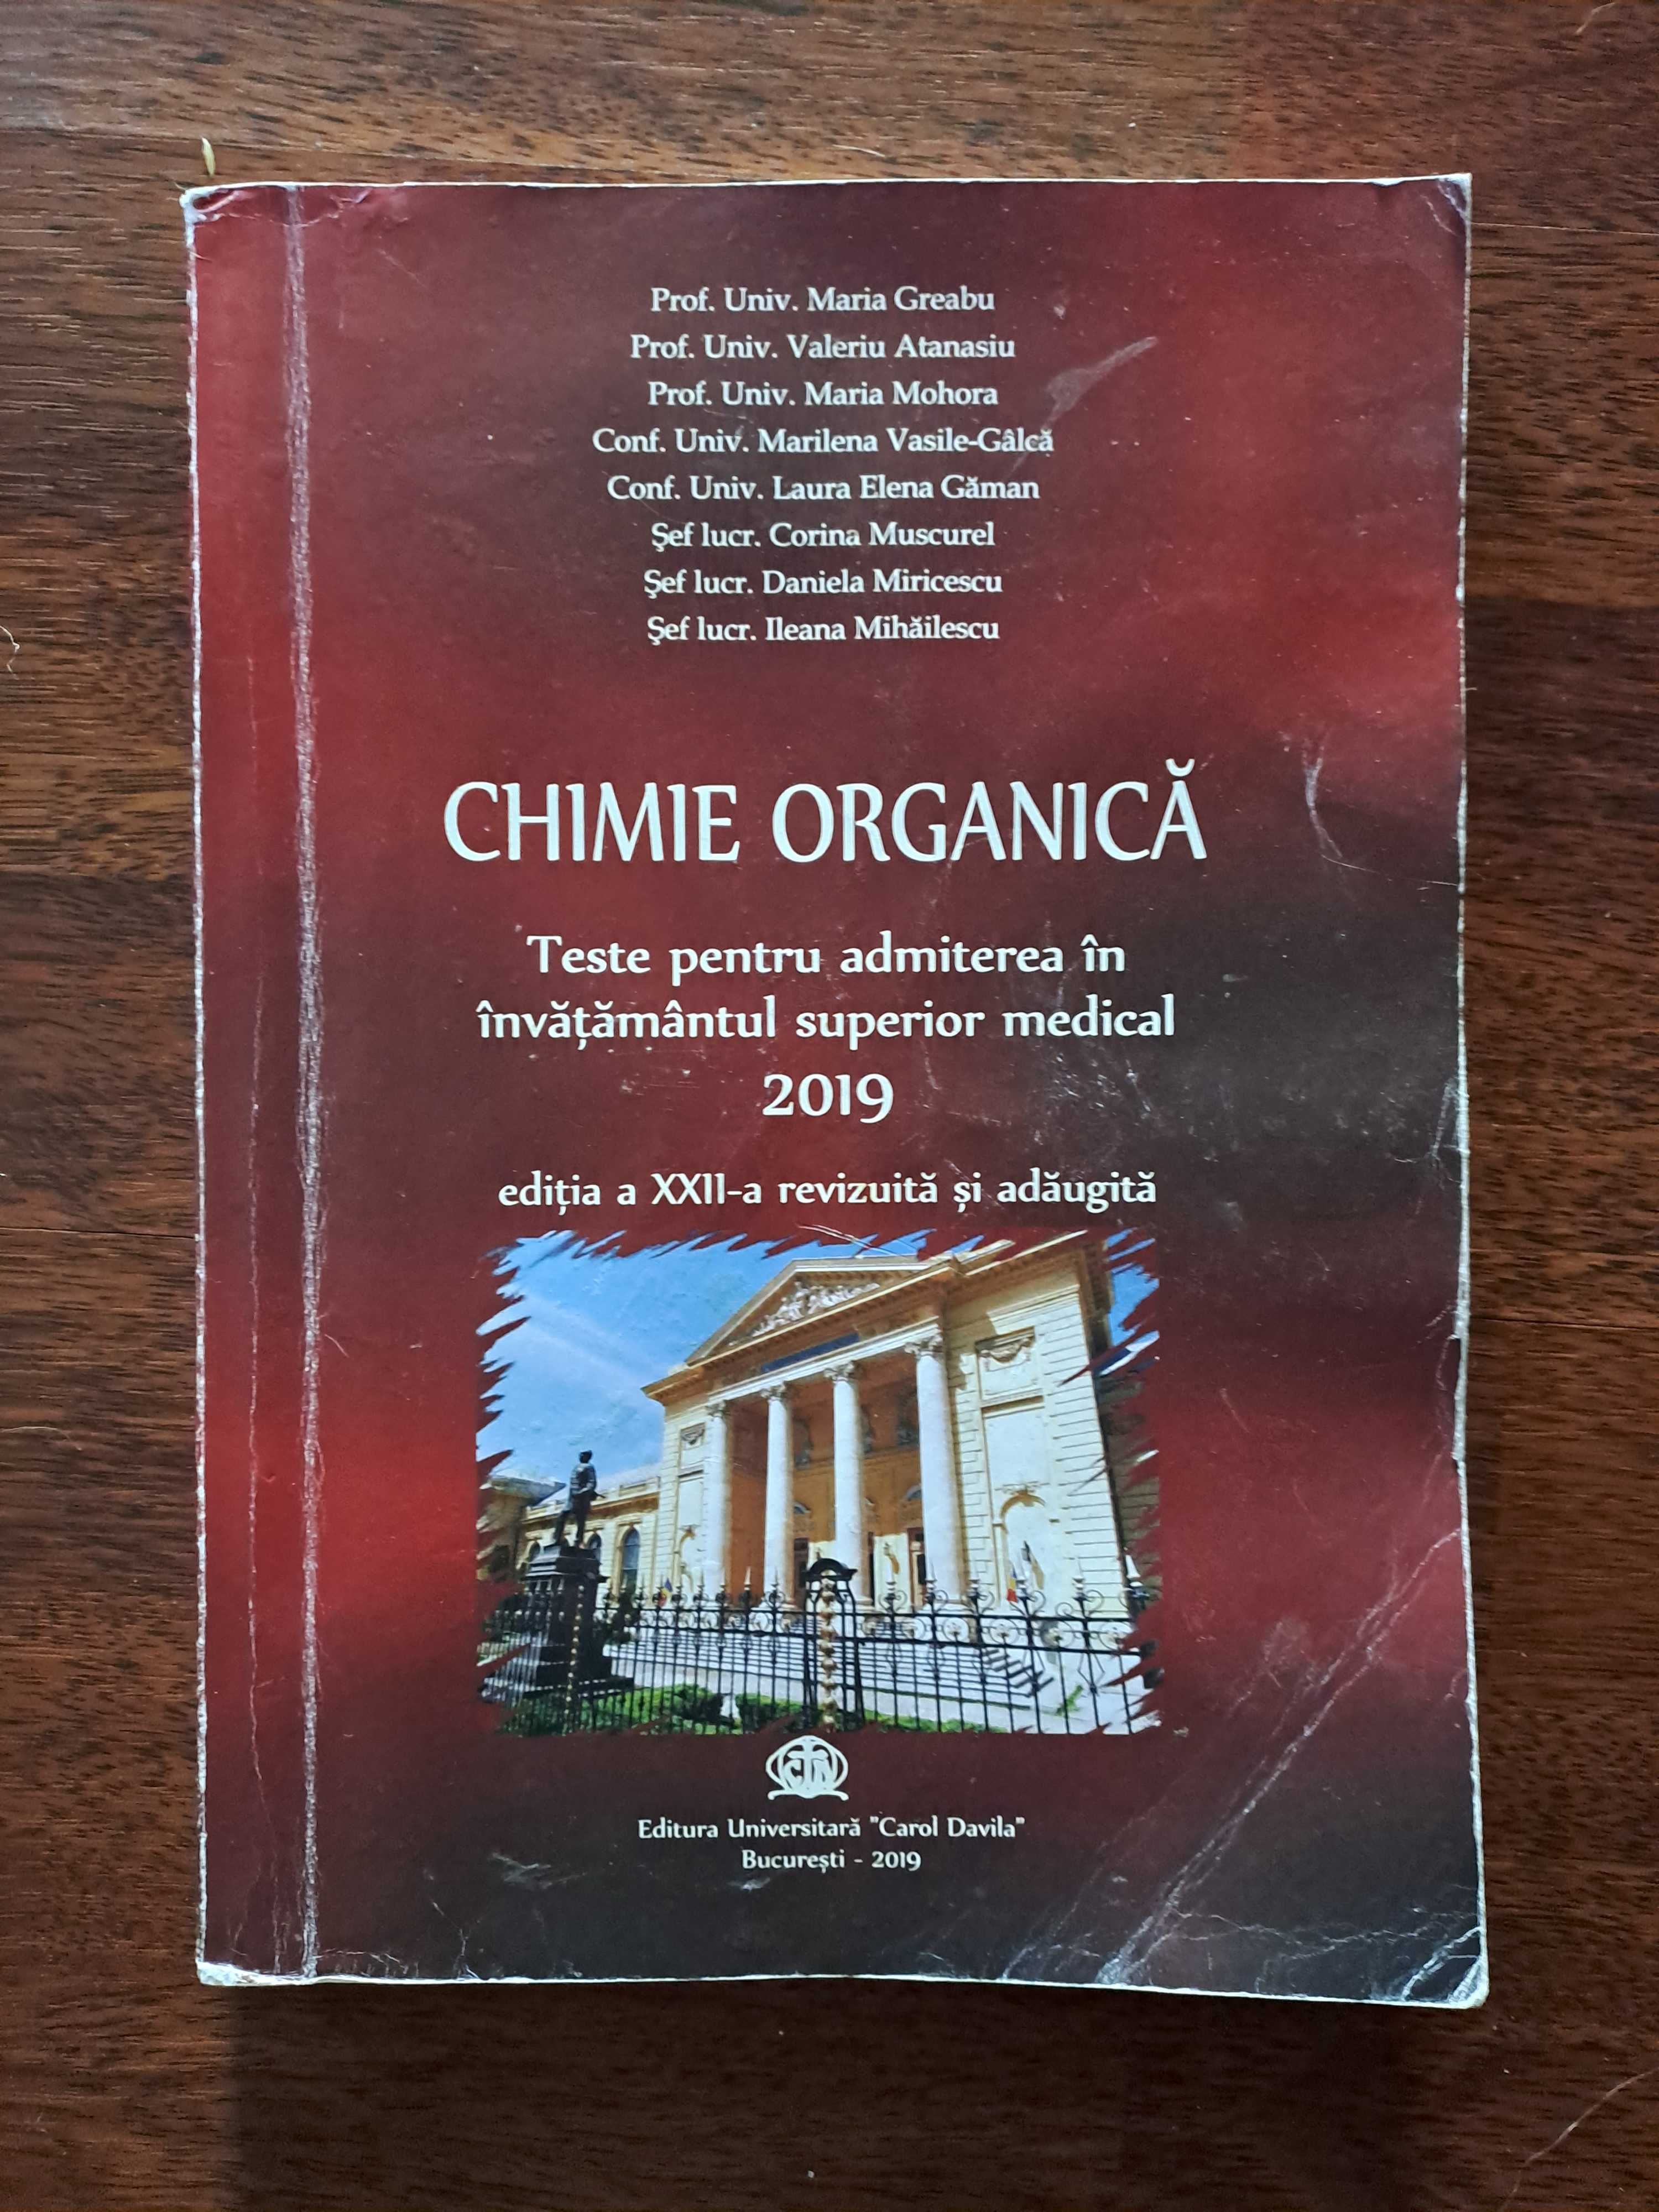 Prof. Univ. Maria Greabu
Prof. Univ. Valeriu Atanasiu
Prof. Univ. Maria Mohora
Conf. Univ. Marilena Vasile-Gâlcă
Conf. Univ. Laura Elena Găman
Şef lucr. Corina Muscurel
Şef lucr. Daniela Miricescu
Şef lucr. Ileana Mihăilescu
CHIMIE ORGANICĂ
Teste pentru admiterea în
învățământul superior medical
2019
ediția a XXII-a revizuită și adăugită
Editura Universitară "Carol Davila"
București - 2019